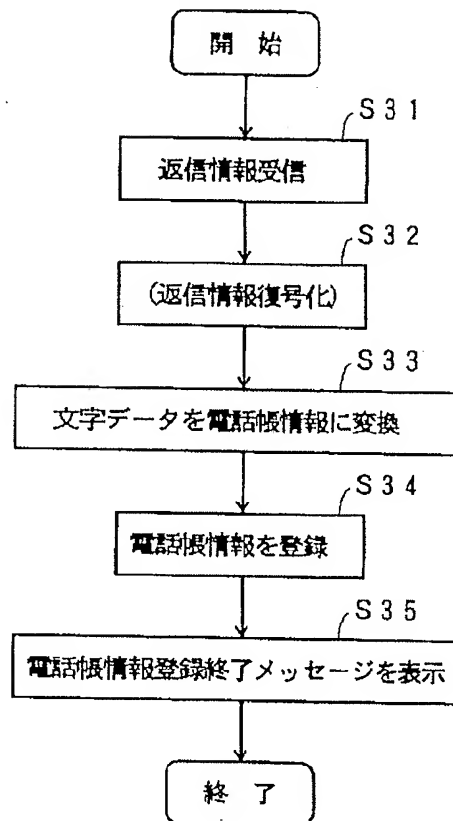 開 始
S31
返信情報受信
S32
(返信情報復号化)
S33
文字データを電話帳情報に変換
S34
電話帳情報を登録
S35
電話帳情報登録終了メッセージを表示
終 了